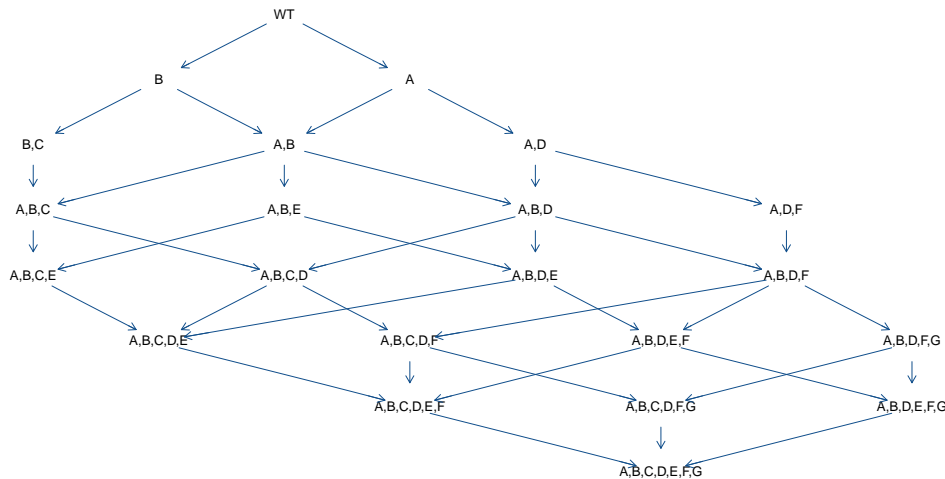 WT
B
A
B,C
A,B
A,D
A,B,C
A,B,E
A,B,D
A,D,F
A,B,C,E
A,B,C,D
A,B,D,E
A,B,D,F
A,B,C,D,E
A,B,C,D,F
A,B,D,E,F
A,B,D,F,G
A,B,C,D,E,F
A,B,C,D,F,G
A,B,D,E,F,G
A,B,C,D,E,F,G